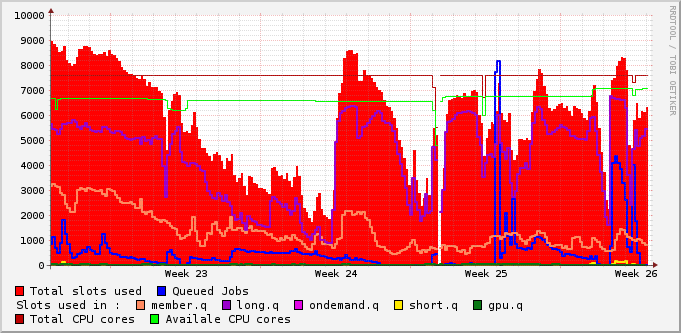 RRDTOOL / TOBI OETIKER
10000
9000
8000
7000
6000
5000
4000
3000
2000
1000
0
Week 23 Week 24 Week 25 Week 26
Total slots used Queued Jobs
Slots used in : member.q long.q ondemand.q short.q gpu.q
Total CPU cores Availale CPU cores